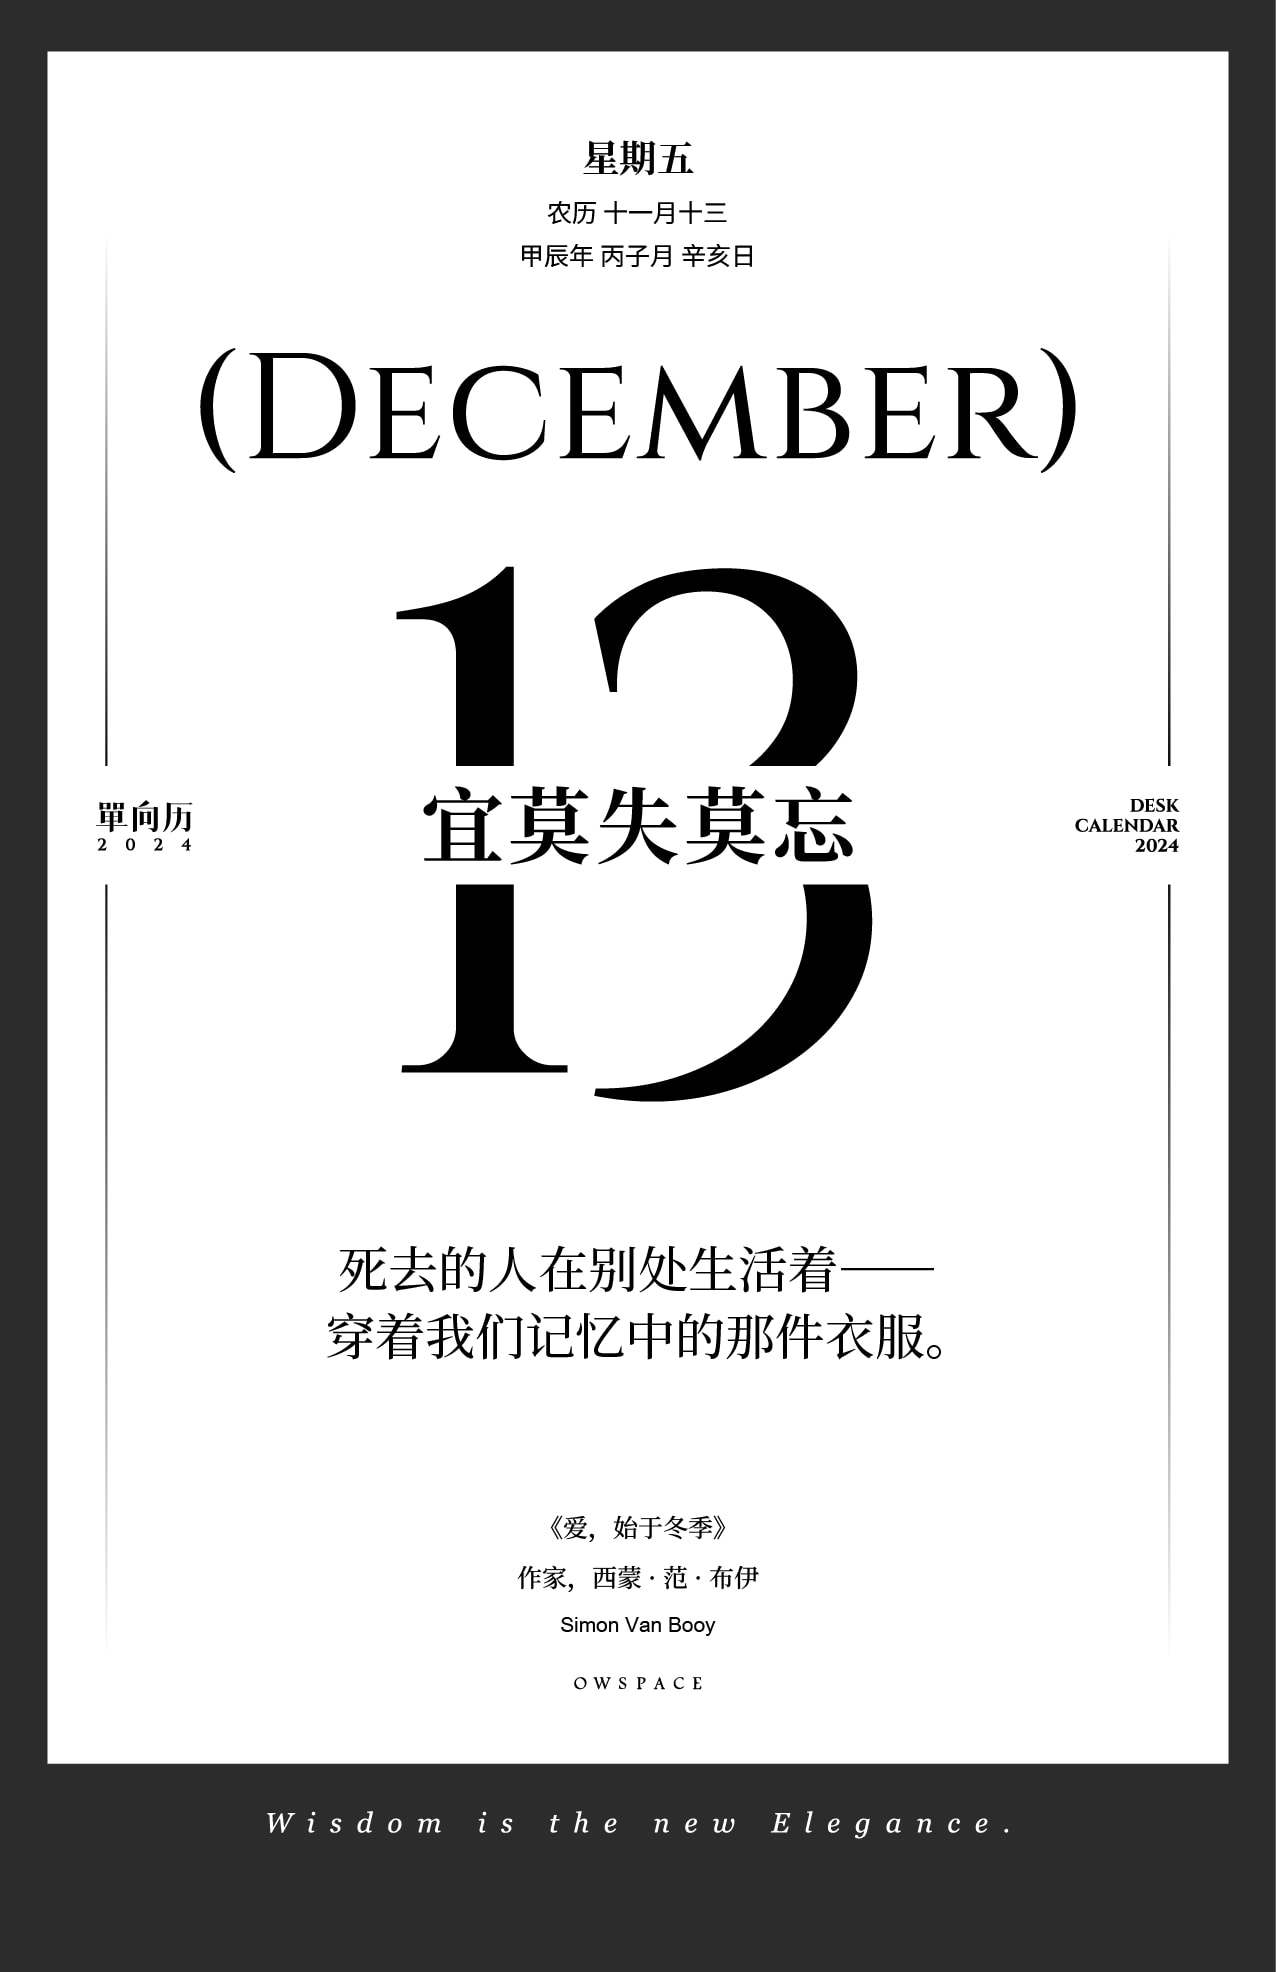 星期五
农历 十一月十三
甲辰年 丙子月 辛亥日
(DECEMBER)
13
單向历
2024
宜莫失莫忘
DESK
CALENDAR
2024
死去的人在别处生活着——
穿着我们记忆中的那件衣服。
《爱，始于冬季》
作家，西蒙·范·布伊
Simon Van Booy
OWSPACE
Wisdom is the new Elegance.